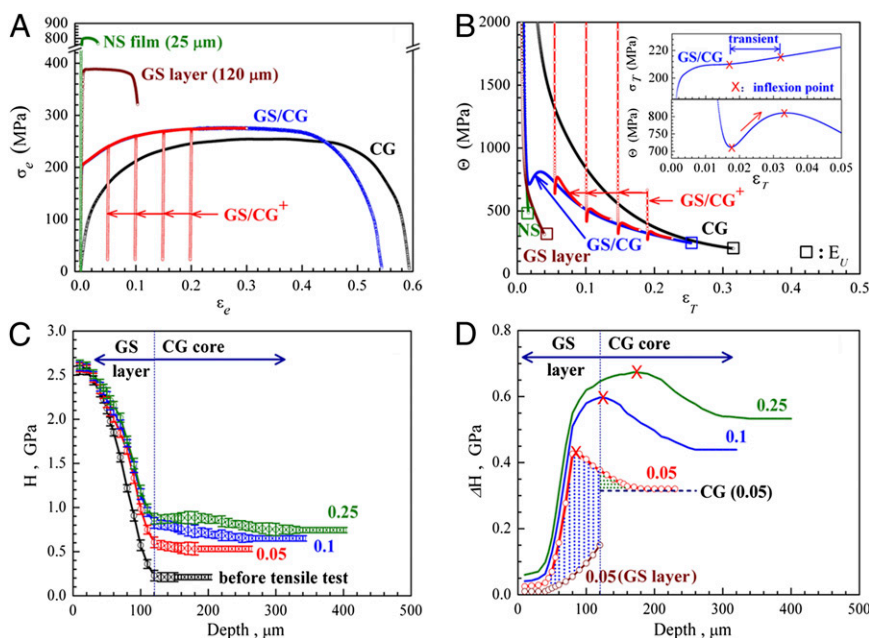 A
900
800
NS film (25 μm)
GS layer (120 μm)
GS/CG
CG
GS/CG+
400
300
200
100
0
σe (MPa)
0.0 0.1 0.2 0.3 0.4 0.5 0.6
εe
B
2000
1500
1000
500
0
Θ (MPa)
NS
GS layer
GS/CG
GS/CG+
CG
□ : EU
0.0 0.1 0.2 0.3 0.4 0.5
εT
transient
220
200
σT (MPa)
X: inflexion point
800
700
Θ (MPa)
0.00 0.01 0.02 0.03 0.04 0.05
εT
C
3.0
2.5
2.0
1.5
1.0
0.5
0.0
H , GPa
GS layer
CG core
0.25
0.1
0.05
before tensile test
0 100 200 300 400 500
Depth, μm
D
0.8
0.6
0.4
0.2
0.0
ΔH , GPa
GS layer
CG core
0.25
0.1
0.05
CG (0.05)
0.05(GS layer)
0 100 200 300 400 500
Depth, μm